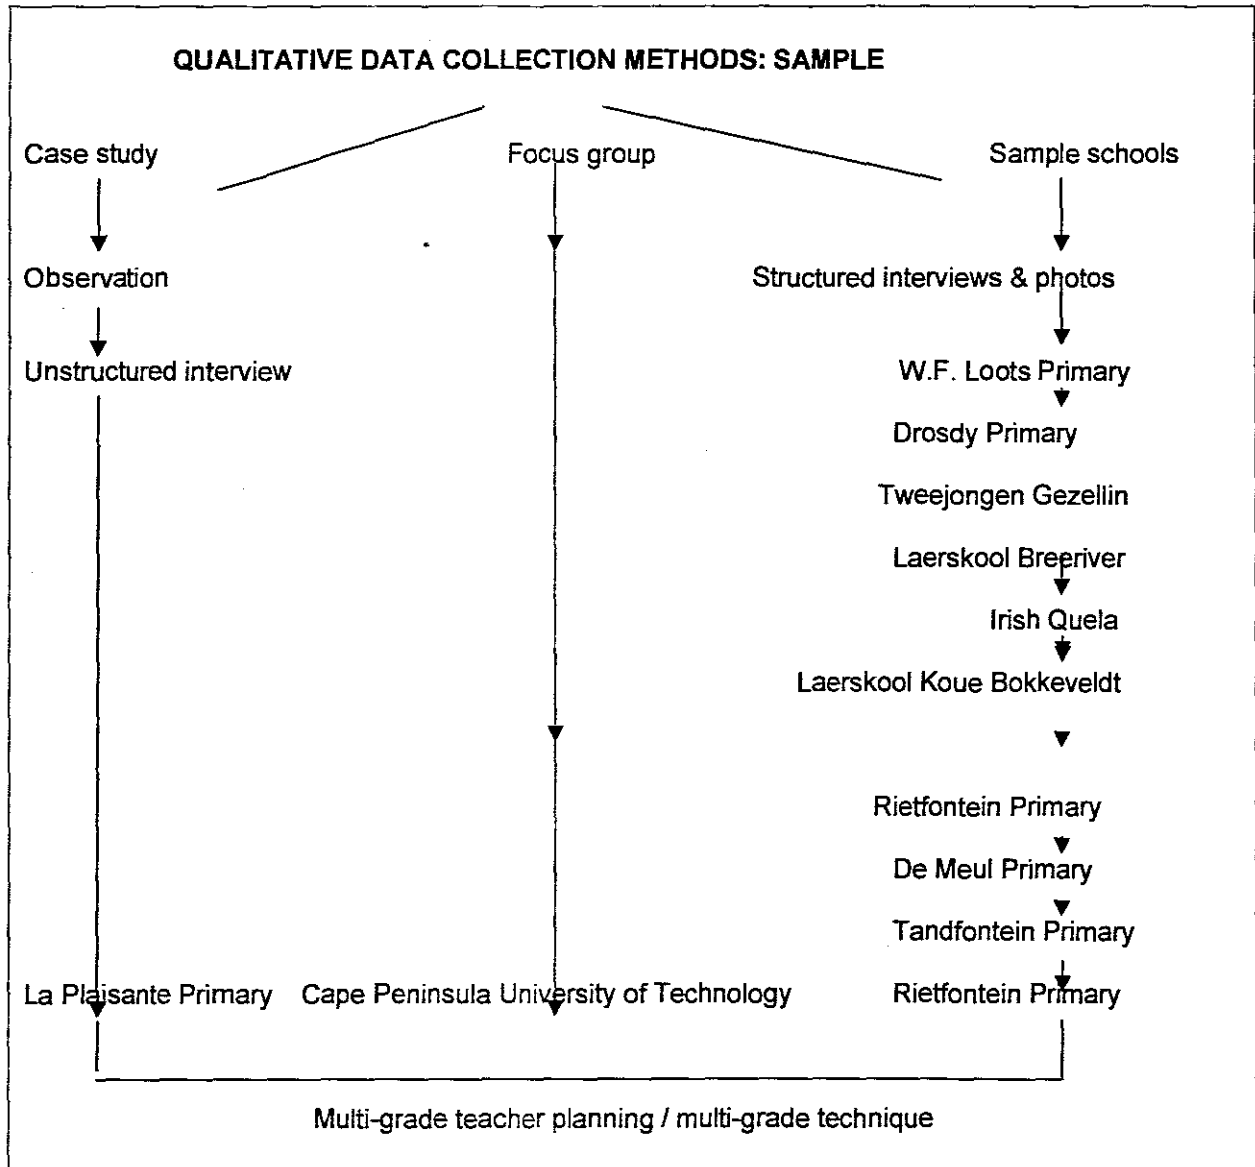 QUALITATIVE DATA COLLECTION METHODS: SAMPLE
Case study Focus group Sample schools
Observation Structured interviews & photos
Unstructured interview W.F. Loots Primary
Drosdy Primary
Tweejongen Gezellin
Laerskool Breeriver
Irish Quela
Laerskool Koue Bokkeveldt
Rietfontein Primary
De Meul Primary
Tandfontein Primary
La Plaisante Primary Cape Peninsula University of Technology Rietfontein Primary
Multi-grade teacher planning / multi-grade technique